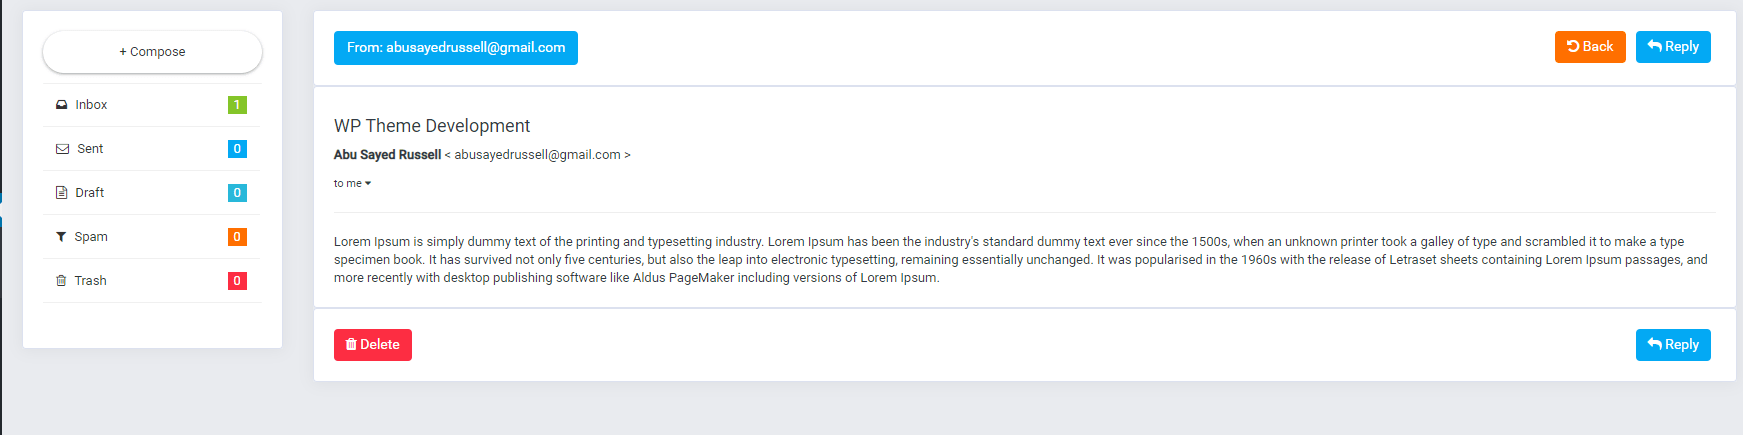 + Compose
Inbox 1
Sent 0
Draft 0
Spam 0
Trash 0
From: abusayedrussell@gmail.com
Back
Reply
WP Theme Development
Abu Sayed Russell < abusayedrussell@gmail.com >
to me
Lorem Ipsum is simply dummy text of the printing and typesetting industry. Lorem Ipsum has been the industry's standard dummy text ever since the 1500s, when an unknown printer took a galley of type and scrambled it to make a type
specimen book. It has survived not only five centuries, but also the leap into electronic typesetting, remaining essentially unchanged. It was popularised in the 1960s with the release of Letraset sheets containing Lorem Ipsum passages, and
more recently with desktop publishing software like Aldus PageMaker including versions of Lorem Ipsum.
Delete
Reply